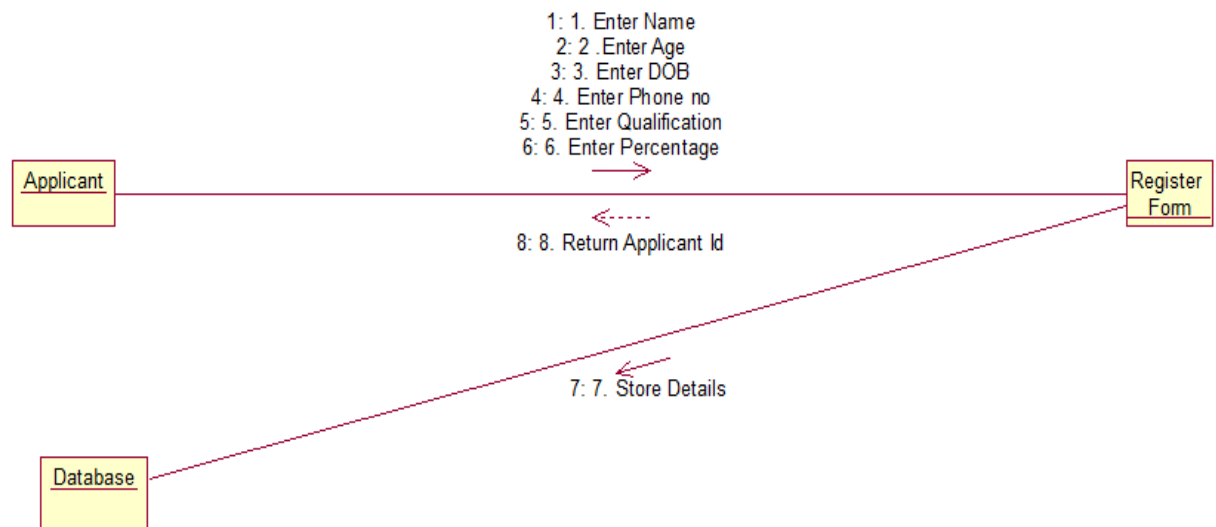 1: 1. Enter Name
2: 2 .Enter Age
3: 3. Enter DOB
4: 4. Enter Phone no
5: 5. Enter Qualification
6: 6. Enter Percentage
Applicant
Register
Form
8: 8. Return Applicant Id
7: 7. Store Details
Database